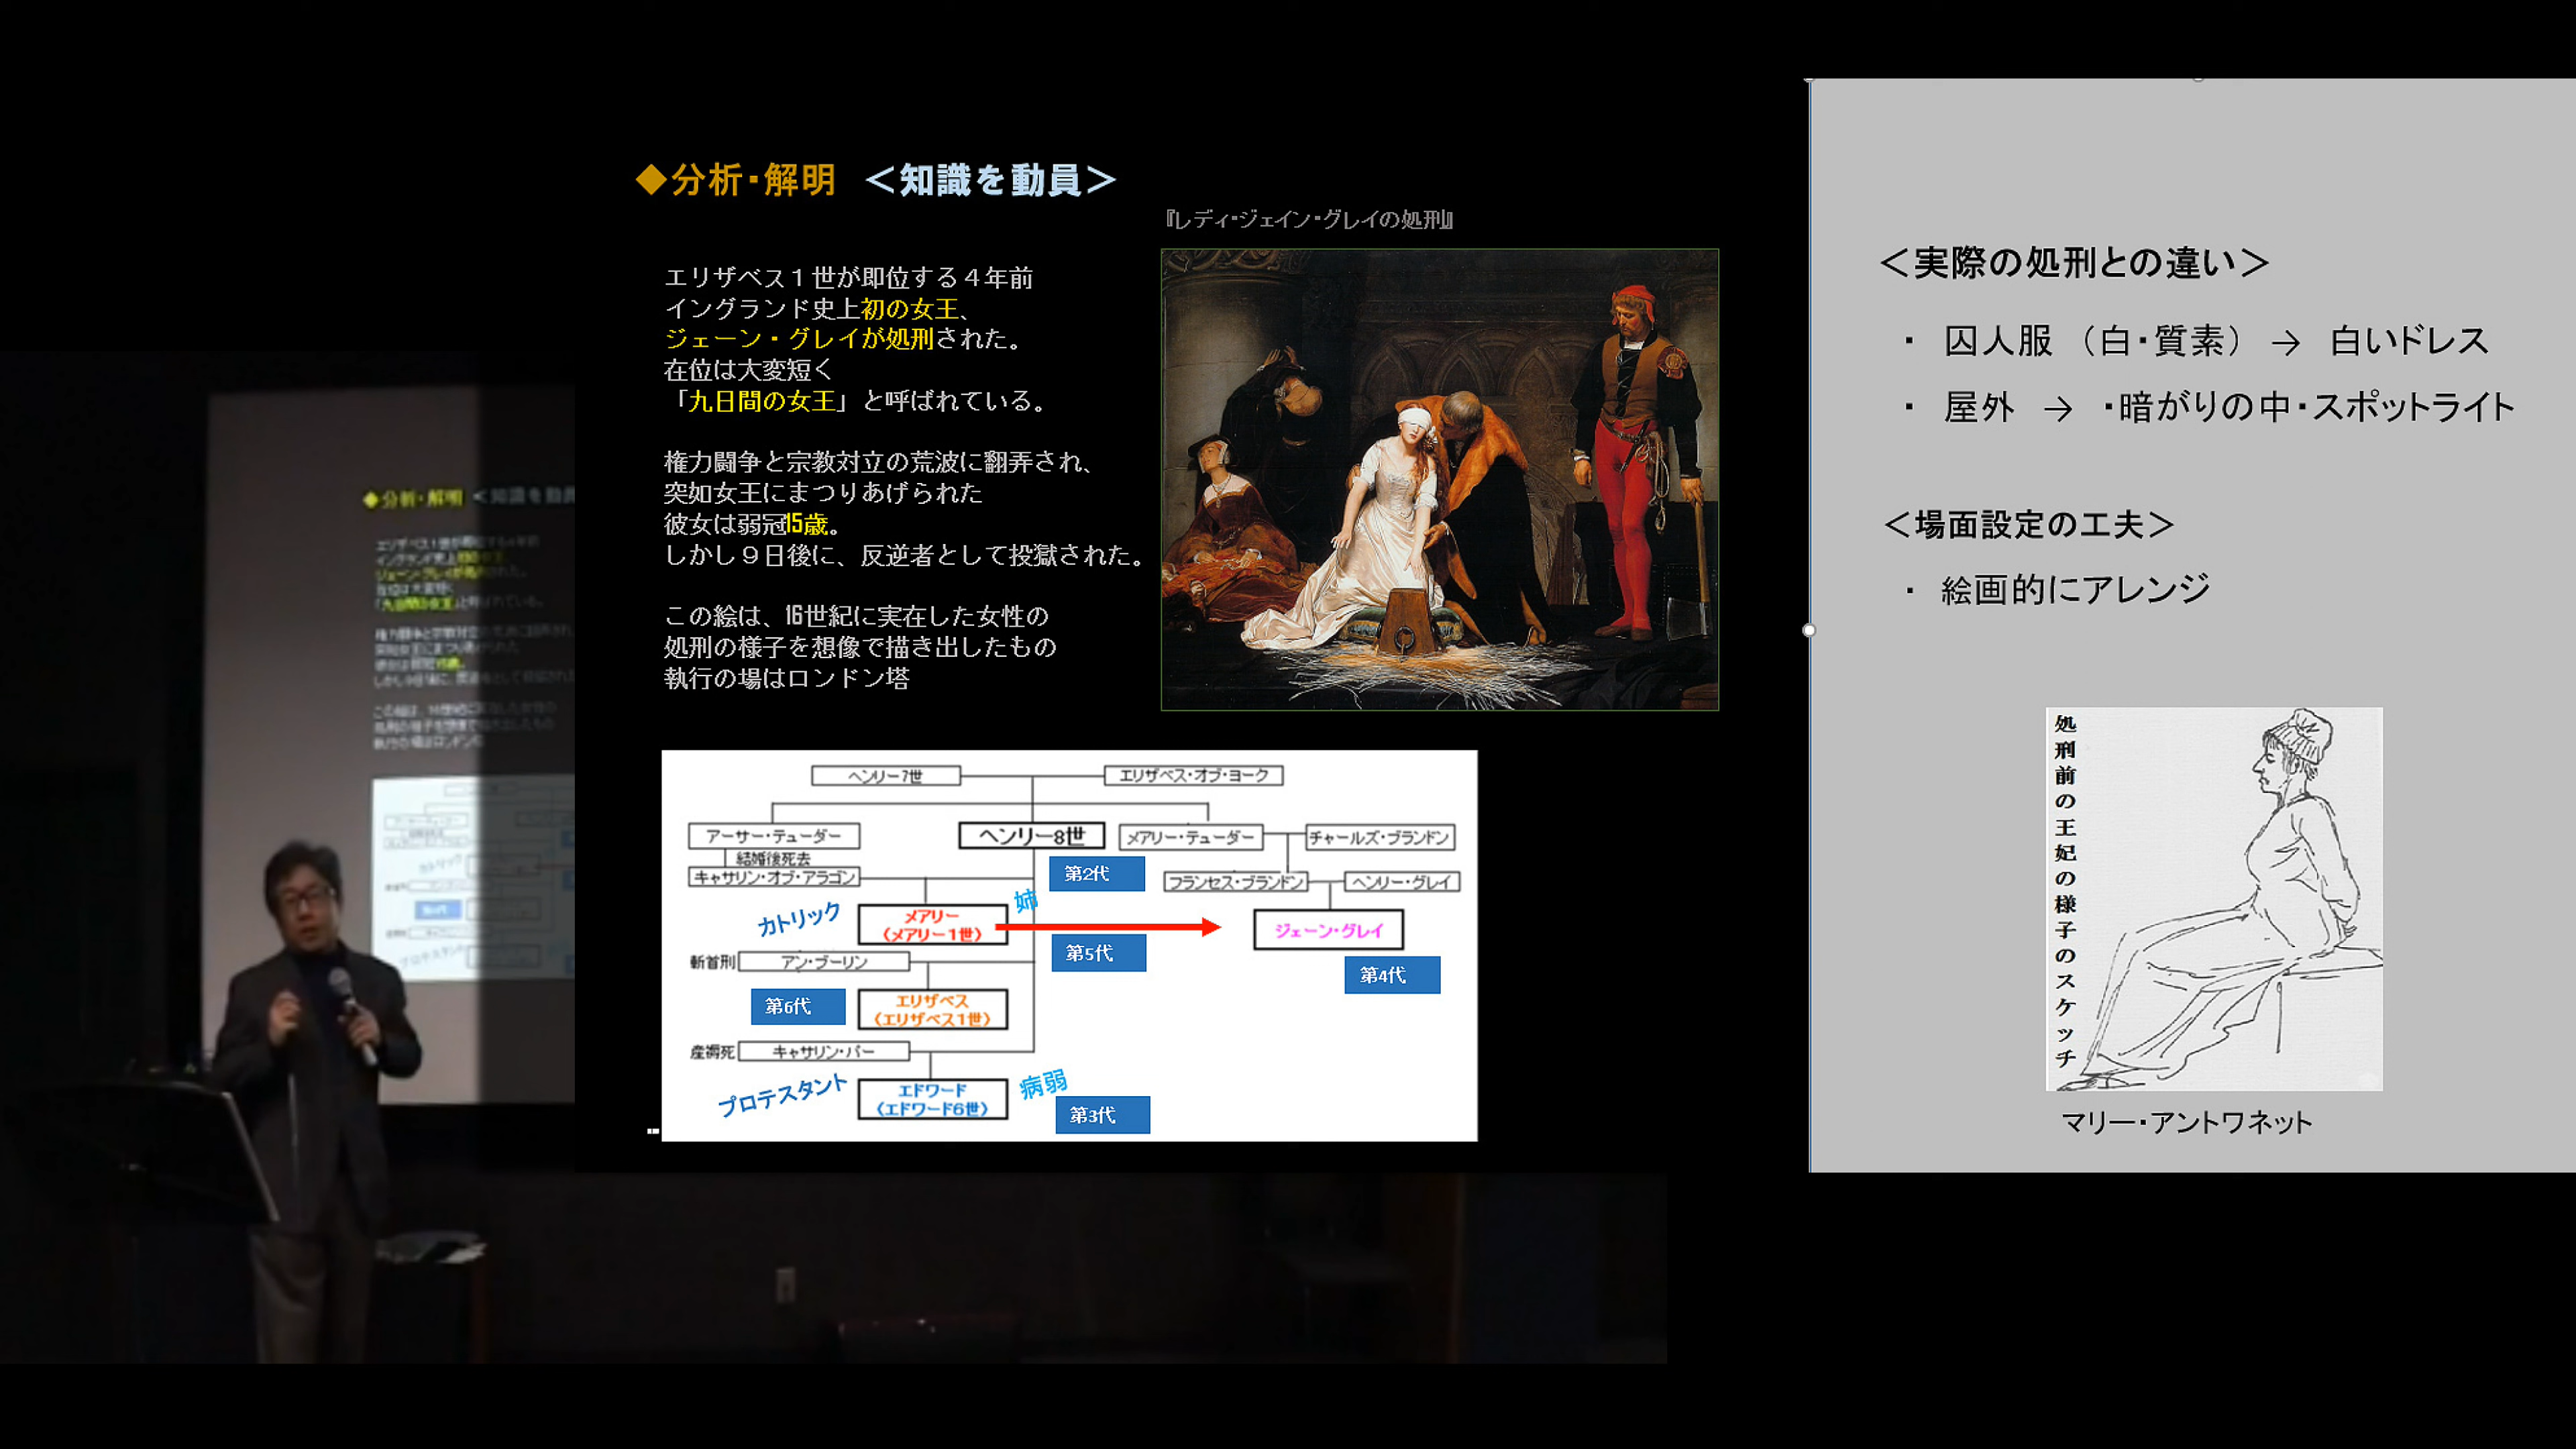 ◆分析・解明 <知識を動員>
『レディ・ジェイン・グレイの処刑』
エリザベス１世が即位する４年前
イングランド史上初の女王、
ジェーン・グレイが処刑された。
在位は大変短く
「九日間の女王」と呼ばれている。
権力闘争と宗教対立の荒波に翻弄され、
突如女王にまつりあげられた
彼女は弱冠15歳。
しかし９日後に、反逆者として投獄された。
この絵は、16世紀に実在した女性の
処刑の様子を想像で描き出したもの
執行の場はロンドン塔
ヘンリー7世
エリザベス・オブ・ヨーク
アーサー・テューダー
ヘンリー8世
メアリー・テューダー
チャールズ・ブランドン
結婚後死去
キャサリン・オブ・アラゴン
第2代
フランセス・ブランドン
ヘンリー・グレイ
カトリック
メアリー
(メアリー1世)
姉
ジェーン・グレイ
第5代
第4代
斬首刑
アン・ブーリン
第6代
エリザベス
(エリザベス1世)
産褥死
キャサリン・パー
プロテスタント
エドワード
(エドワード6世)
病弱
第3代
<実際の処刑との違い>
・ 囚人服 （白・質素） → 白いドレス
・ 屋外 → ・暗がりの中・スポットライト
<場面設定の工夫>
・ 絵画的にアレンジ
処刑前の王妃の様子のスケッチ
マリー・アントワネット
◆分析・解明 <知識を動員